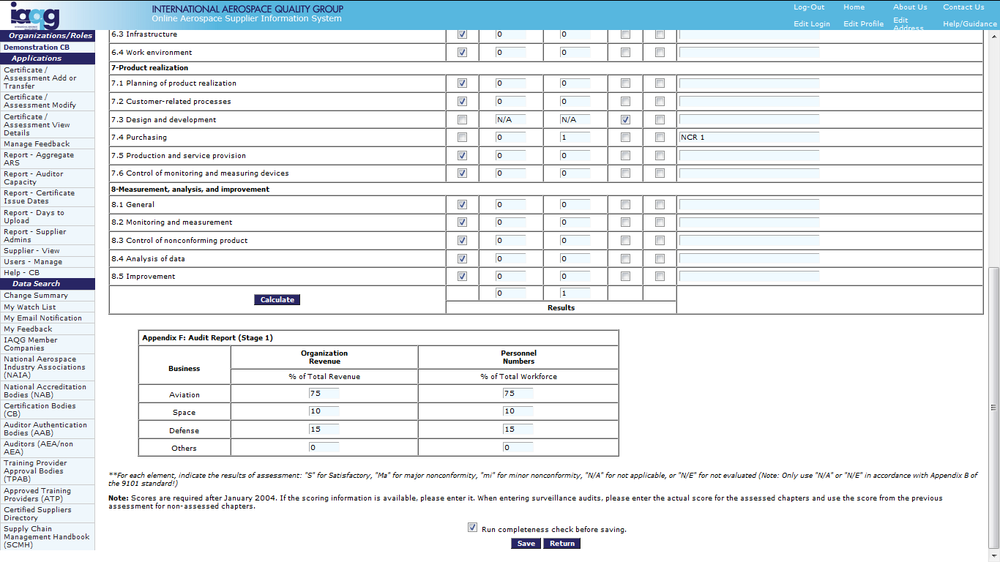 iaqg
INTERNATIONAL AEROSPACE QUALITY GROUP
Online Aerospace Supplier Information System
Log-Out
Home
About Us
Contact Us
Edit Login
Edit Profile
Edit
Address
Help/Guidance
Organizations/Roles
Demonstration CB
Applications
Certificate /
Assessment Add or
Transfer
Certificate /
Assessment Modify
Certificate /
Assessment View
Details
Manage Feedback
Report - Aggregate
ARS
Report - Auditor
Capacity
Report - Certificate
Issue Dates
Report - Days to
Upload
Report - Supplier
Admins
Supplier - View
Users - Manage
Help - CB
Data Search
Change Summary
My Watch List
My Email Notification
My Feedback
IAQG Member
Companies
National Aerospace
Industry Associations
(NAIA)
National Accreditation
Bodies (NAB)
Certification Bodies
(CB)
Auditor Authentication
Bodies (AAB)
Auditors (AEA/non
AEA)
Training Provider
Approval Bodies
(TPAB)
Approved Training
Providers (ATP)
Certified Suppliers
Directory
Supply Chain
Management Handbook
(SCMH)
6.3 Infrastructure 0 0
6.4 Work environment 0 0
7-Product realization
7.1 Planning of product realization 0 0
7.2 Customer-related processes 0 0
7.3 Design and development N/A N/A
7.4 Purchasing 0 1 NCR 1
7.5 Production and service provision 0 0
7.6 Control of monitoring and measuring devices 0 0
8-Measurement, analysis, and improvement
8.1 General 0 0
8.2 Monitoring and measurement 0 0
8.3 Control of nonconforming product 0 0
8.4 Analysis of data 0 0
8.5 Improvement 0 0
Calculate 0 1
Results
Appendix F: Audit Report (Stage 1)
Business
Organization
Revenue
Personnel
Numbers
% of Total Revenue % of Total Workforce
Aviation 75 75
Space 10 10
Defense 15 15
Others 0 0
**For each element, indicate the results of assessment: "S" for Satisfactory, "Ma" for major nonconformity, "mi" for minor nonconformity, "N/A" for not applicable, or "N/E" for not evaluated (Note: Only use "N/A" or "N/E" in accordance with Appendix B of
the 9101 standard!)
Note: Scores are required after January 2004. If the scoring information is available, please enter it. When entering surveillance audits, please enter the actual score for the assessed chapters and use the score from the previous
assessment for non-assessed chapters.
Run completeness check before saving.
Save Return